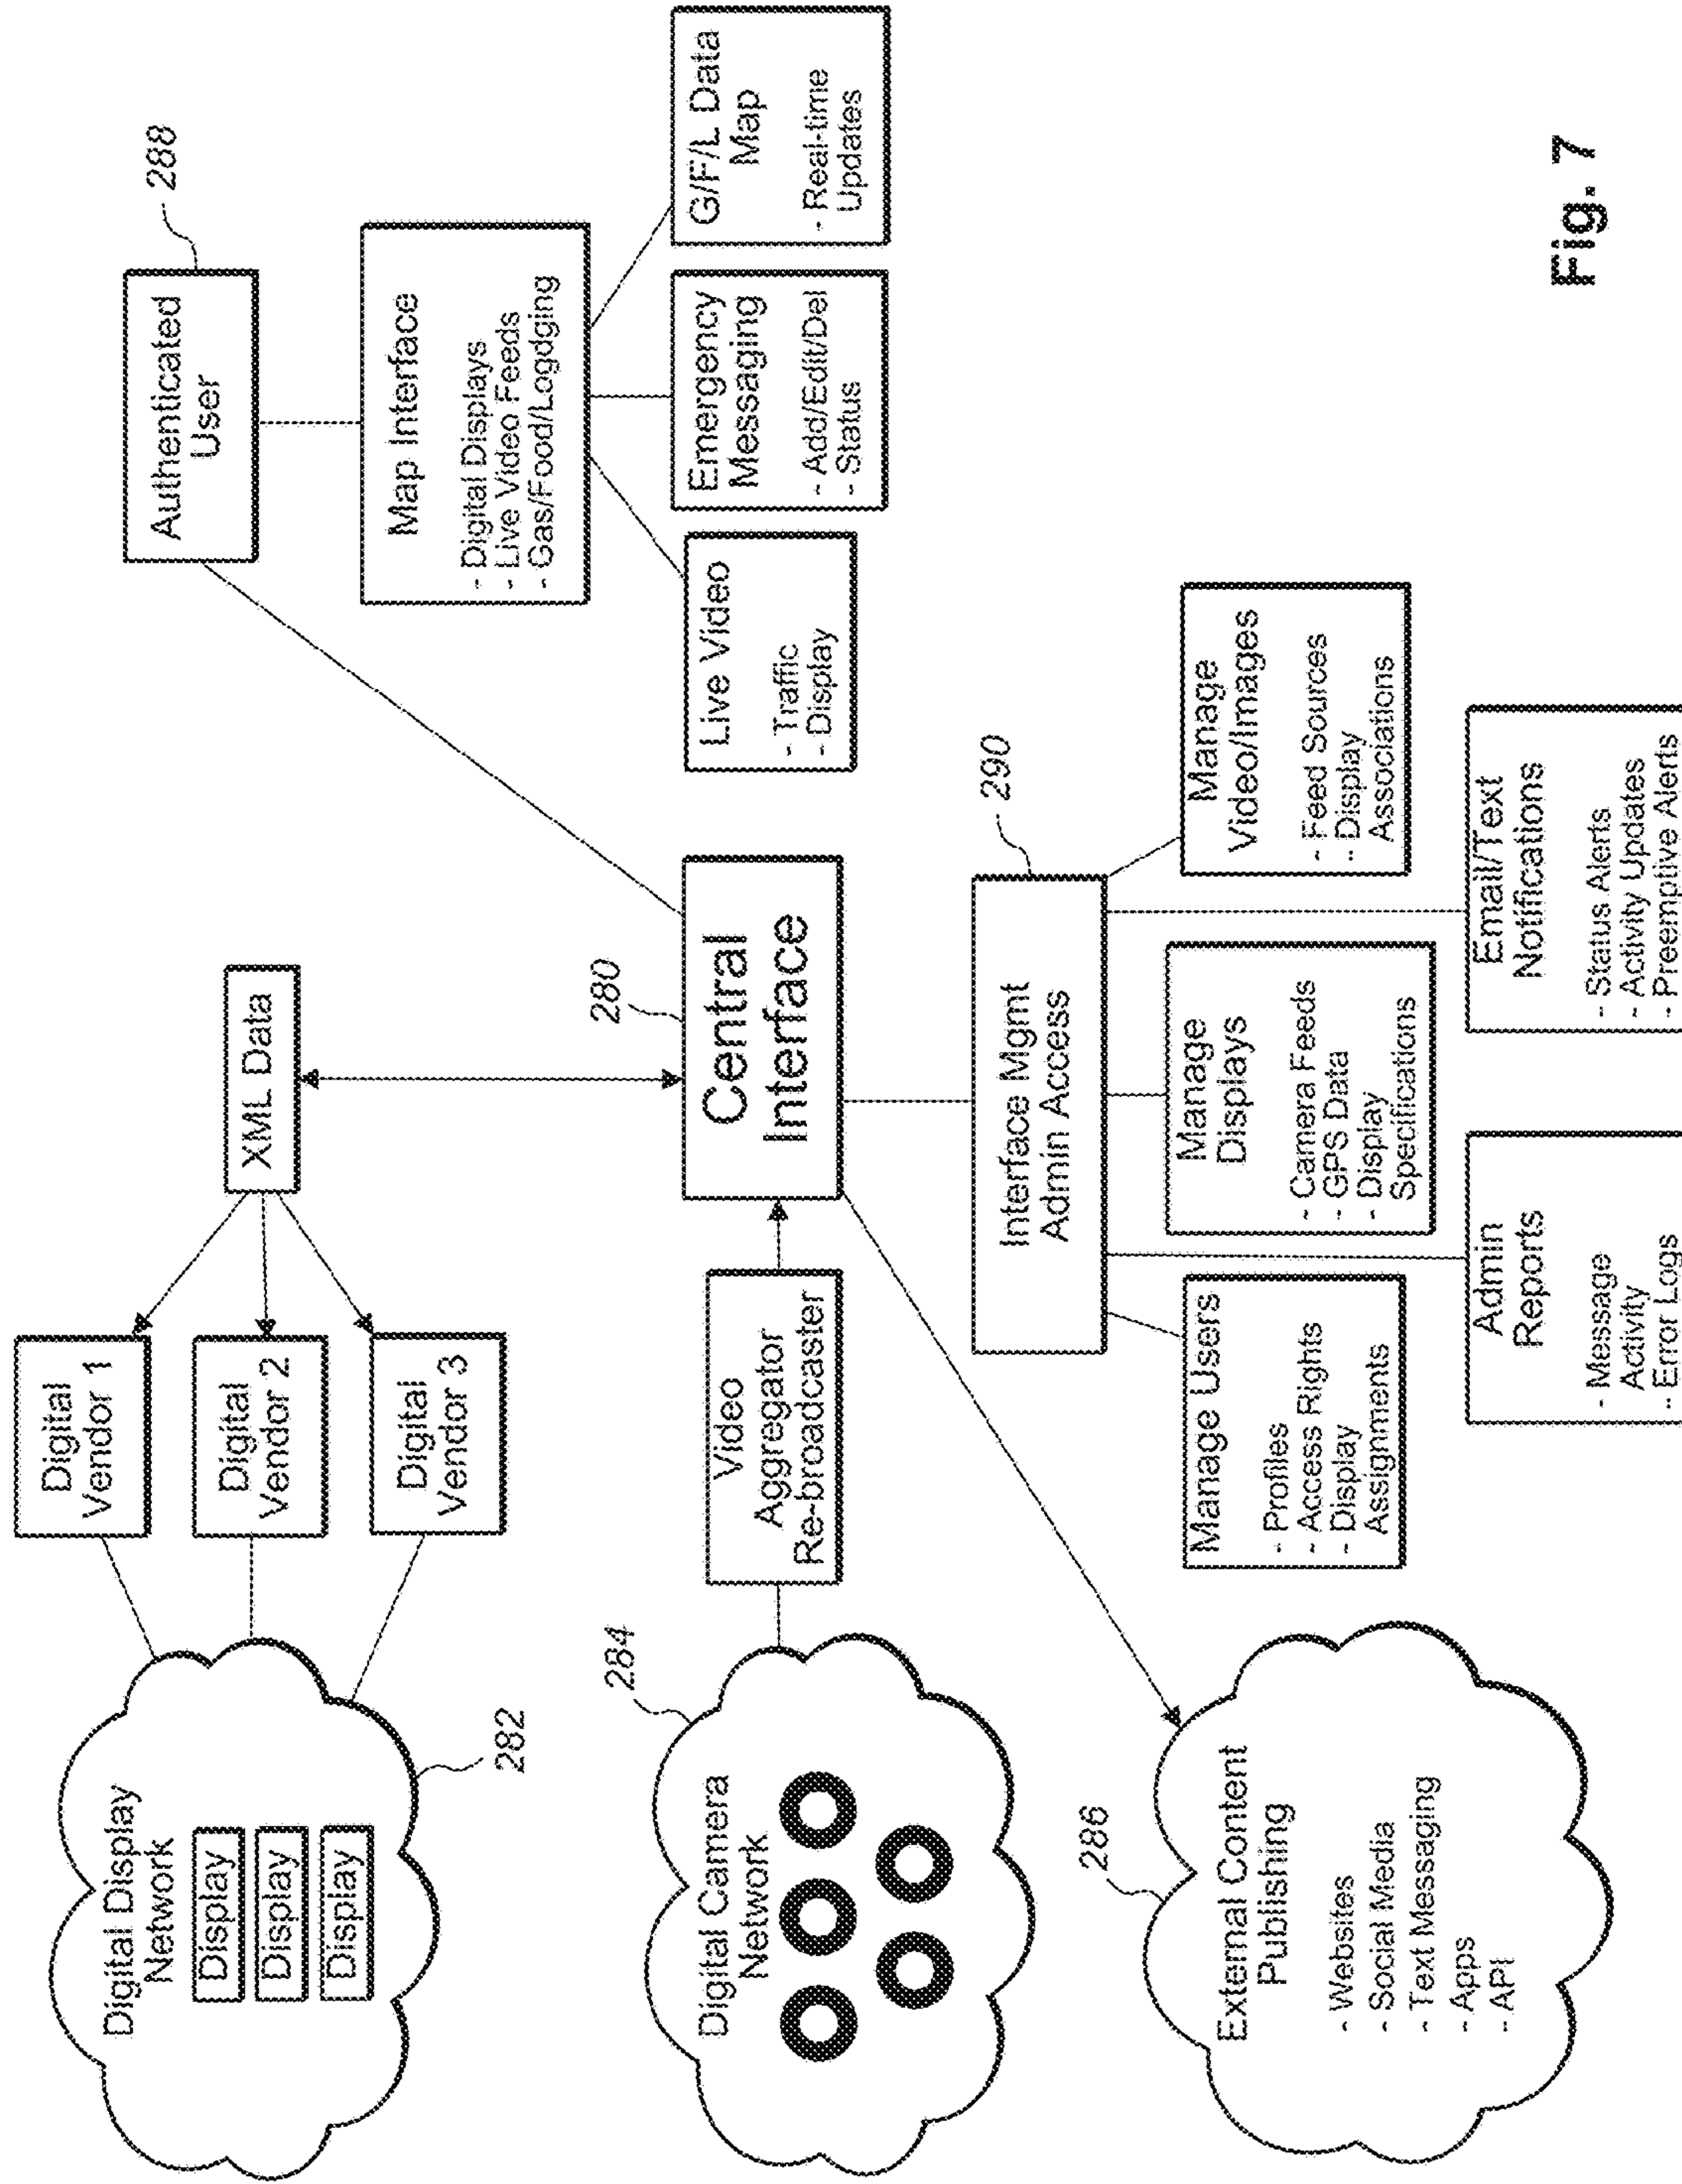 Digital Display
Network
Display
Display
Display
282
Digital
Vendor 1
Digital
Vendor 2
Digital
Vendor 3
XML Data
Authenticated
User
288
Map Interface
- Digital Displays
- Live Video Feeds
- Gas/Food/Logdging
Live Video
- Traffic
- Display
Emergency
Messaging
- Add/Edit/Del
- Status
G/F/L Data
Map
- Real-time
Updates
Digital Camera
Network
284
Video
Aggregator
Re-broadcaster
280
Central
Interface
External Content
Publishing
- Websites
- Social Media
- Text Messaging
- Apps
- API
286
Interface Mgmt
Admin Access
290
Manage Users
- Profiles
- Access Rights
- Display
Assignments
Manage
Displays
- Camera Feeds
- GPS Data
- Display
Specifications
Manage
Video/Images
- Feed Sources
- Display
Associations
Admin
Reports
- Message
Activity
- Error Logs
Email/Text
Notifications
- Status Alerts
- Activity Updates
- Preemptive Alerts
Fig. 7